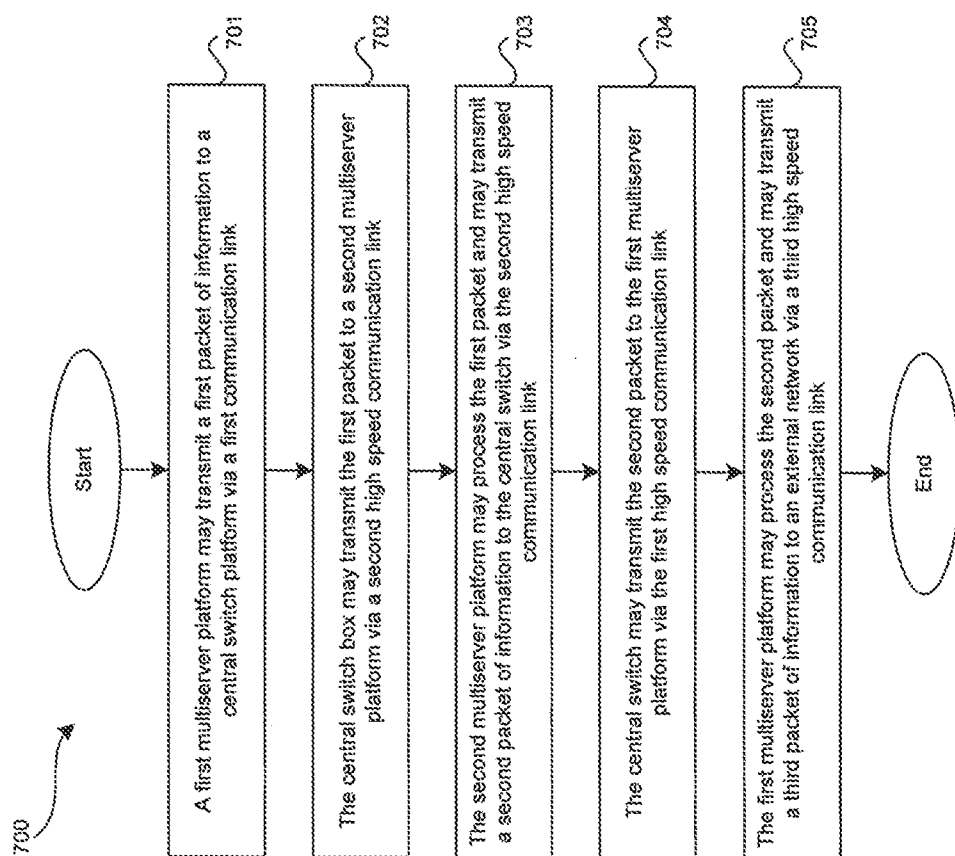 700
Start
A first multiserver platform may transmit a first packet of information to a
central switch platform via a first communication link
701
The central switch box may transmit the first packet to a second multiserver
platform via a second high speed communication link
702
The second multiserver platform may process the first packet and may transmit
a second packet of information to the central switch via the second high speed
communication link
703
The central switch may transmit the second packet to the first multiserver
platform via the first high speed communication link
704
The first multiserver platform may process the second packet and may transmit
a third packet of information to an external network via a third high speed
communication link
705
End